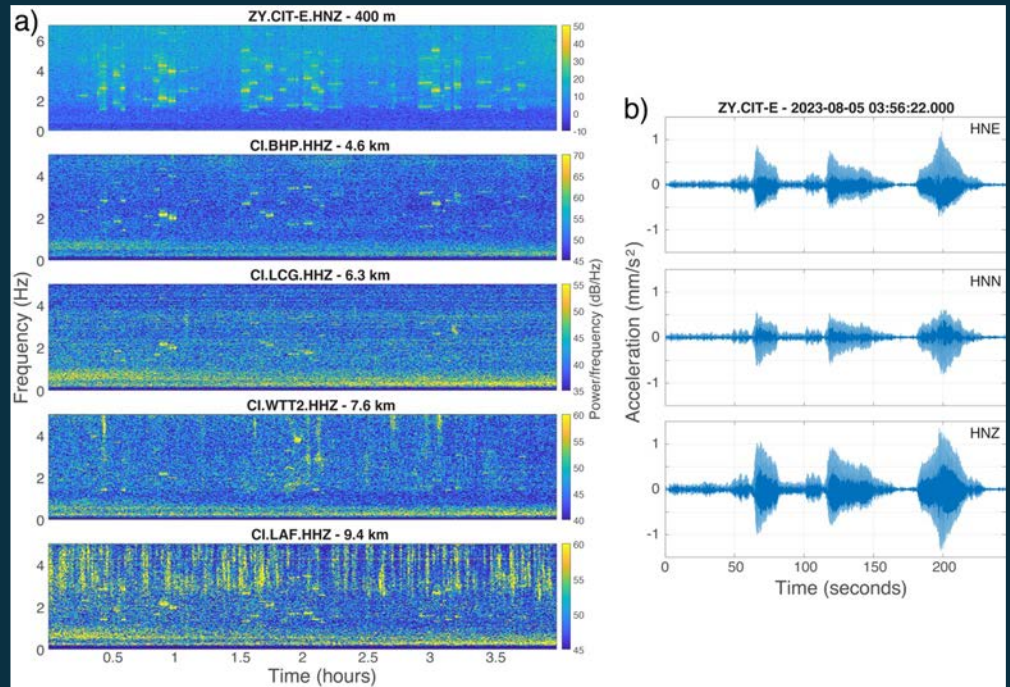 a)
ZY.CIT-E.HNZ - 400 m
6
4
2
0
50
40
30
20
10
0
-10
CI.BHP.HHZ - 4.6 km
4
2
0
70
65
60
55
50
45
CI.LCG.HHZ - 6.3 km
4
2
0
55
50
45
40
35
CI.WTT2.HHZ - 7.6 km
4
2
0
60
55
50
45
40
CI.LAF.HHZ - 9.4 km
4
2
0
60
55
50
45
Frequency (Hz)
Power/frequency (dB/Hz)
0.5 1 1.5 2 2.5 3 3.5
Time (hours)
b)
ZY.CIT-E - 2023-08-05 03:56:22.000
HNE
1
0
-1
HNN
1
0
-1
HNZ
1
0
-1
Acceleration (mm/s²)
0 50 100 150 200
Time (seconds)